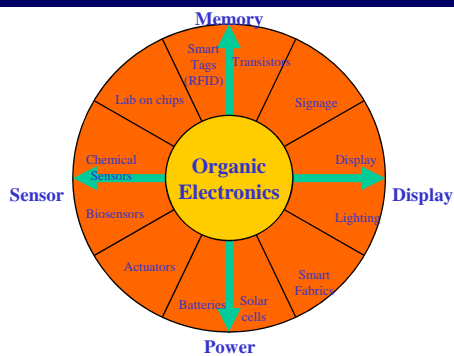 Memory
Smart
Tags
(RFID)
Transistors
Lab on chips
Signage
Chemical
Sensors
Organic
Electronics
Display
Sensor
Display
Biosensors
Lighting
Actuators
Smart
Fabrics
Batteries
Solar
cells
Power